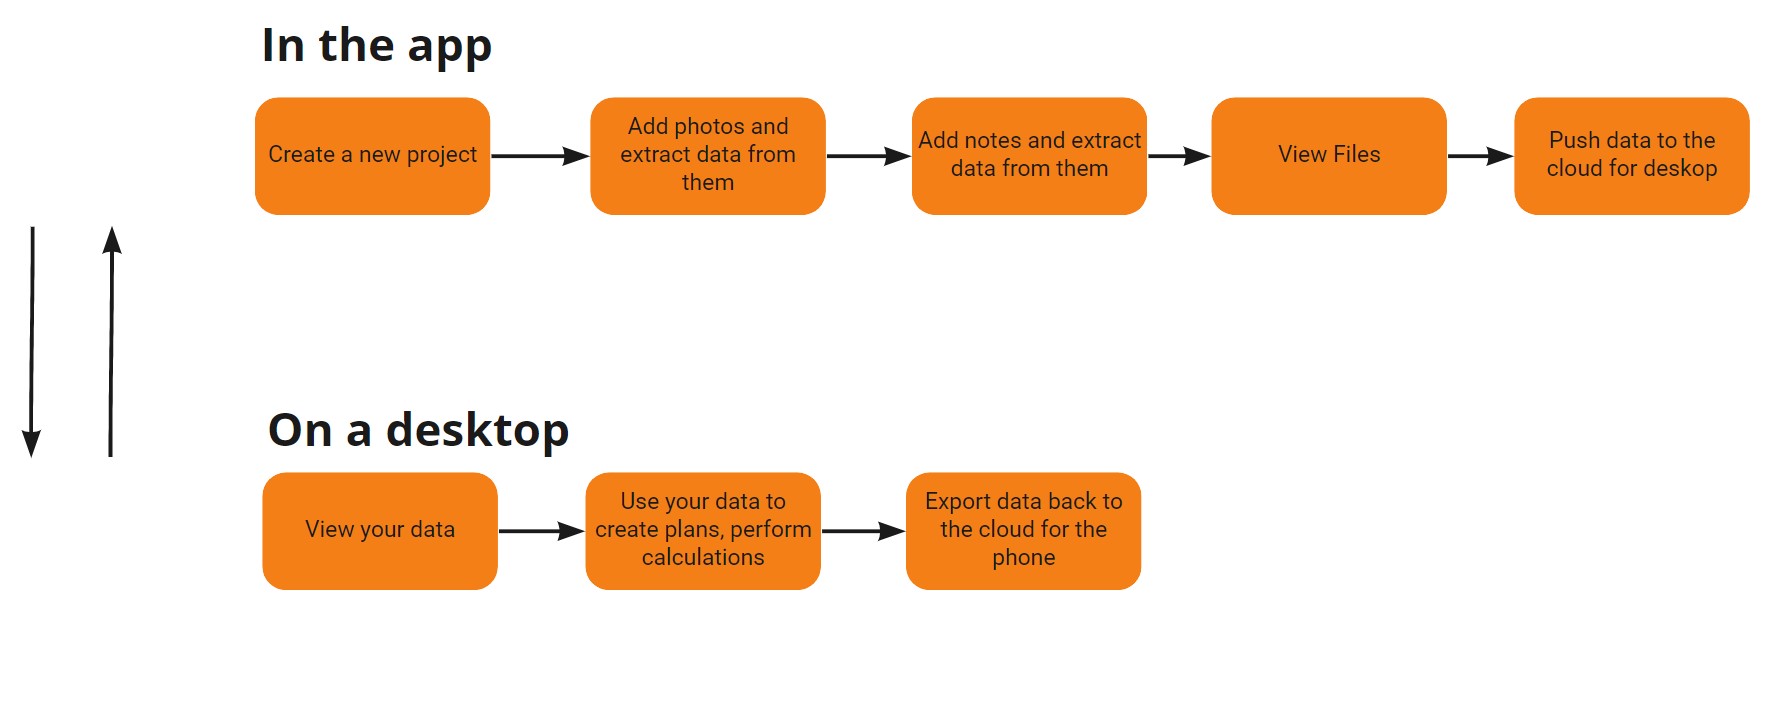 In the app
Create a new project
Add photos and
extract data from
them
Add notes and extract
data from them
View Files
Push data to the
cloud for deskop
On a desktop
View your data
Use your data to
create plans, perform
calculations
Export data back to
the cloud for the
phone